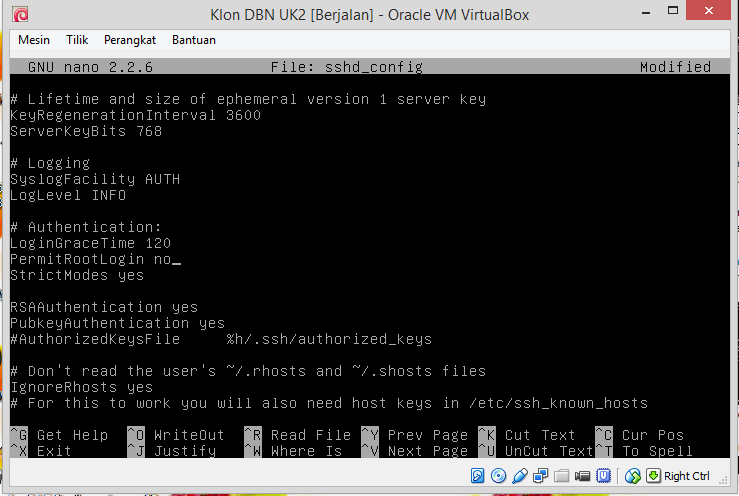 Klon DBN UK2 [Berjalan] - Oracle VM VirtualBox
Mesin Tilik Perangkat Bantuan
GNU nano 2.2.6 File: sshd_config Modified
# Lifetime and size of ephemeral version 1 server key
KeyRegenerationInterval 3600
ServerKeyBits 768
# Logging
SyslogFacility AUTH
LogLevel INFO
# Authentication:
LoginGraceTime 120
PermitRootLogin no_
StrictModes yes
RSAAuthentication yes
PubkeyAuthentication yes
#AuthorizedKeysFile %h/.ssh/authorized_keys
# Don't read the user's ~/.rhosts and ~/.shosts files
IgnoreRhosts yes
# For this to work you will also need host keys in /etc/ssh_known_hosts
^G Get Help ^O WriteOut ^R Read File ^Y Prev Page ^K Cut Text ^C Cur Pos
^X Exit ^J Justify ^W Where Is ^V Next Page ^U UnCut Text ^T To Spell
Right Ctrl